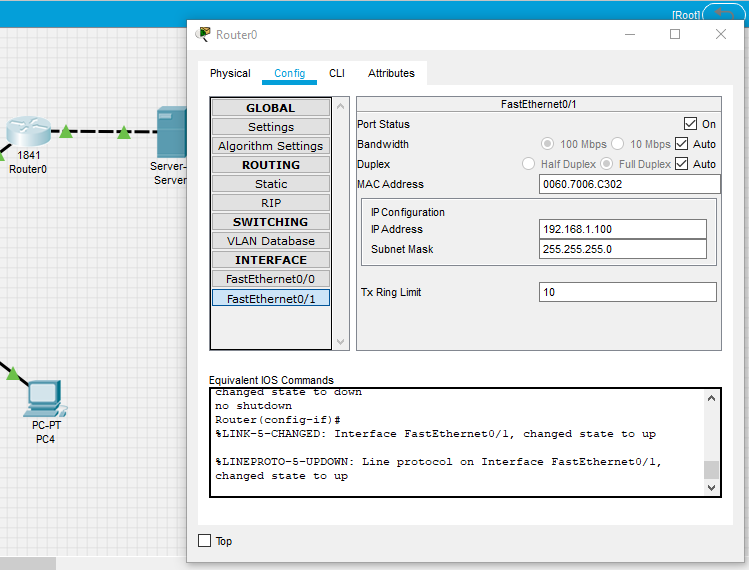 [Root]
Router0
Physical Config CLI Attributes
GLOBAL
Settings
Algorithm Settings
ROUTING
Static
RIP
SWITCHING
VLAN Database
INTERFACE
FastEthernet0/0
FastEthernet0/1
FastEthernet0/1
Port Status On
Bandwidth 100 Mbps 10 Mbps Auto
Duplex Half Duplex Full Duplex Auto
MAC Address 0060.7006.C302
IP Configuration
IP Address 192.168.1.100
Subnet Mask 255.255.255.0
Tx Ring Limit 10
Equivalent IOS Commands
changed state to down
no shutdown
Router(config-if)#
%LINK-5-CHANGED: Interface FastEthernet0/1, changed state to up
%LINEPROTO-5-UPDOWN: Line protocol on Interface FastEthernet0/1,
changed state to up
Top
1841
Router0
Server-
Server
PC-PT
PC4